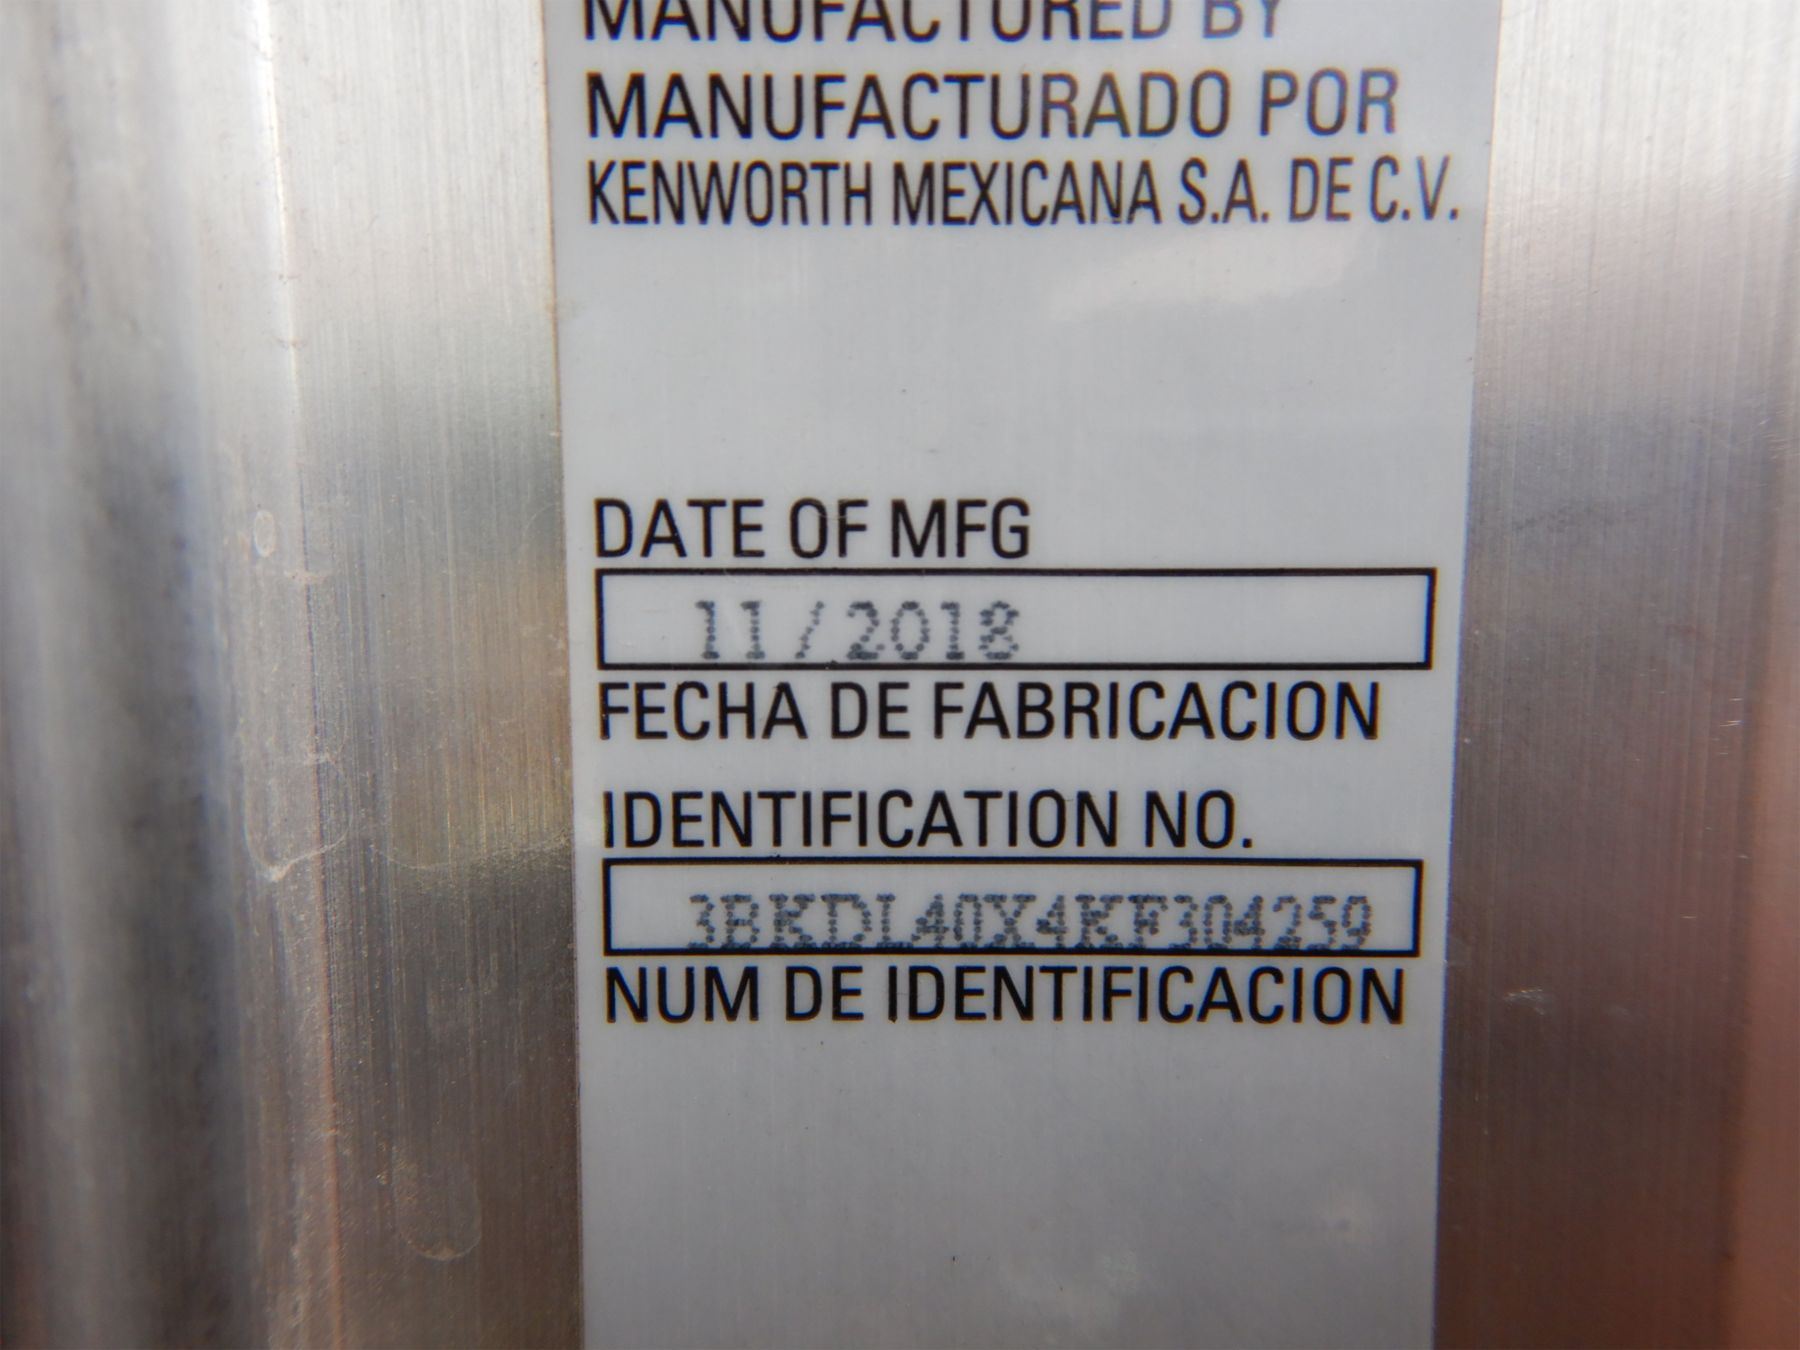 MANUFACTURED BY
MANUFACTURADO POR
KENWORTH MEXICANA S.A. DE C.V.
DATE OF MFG
11/2018
FECHA DE FABRICACION
IDENTIFICATION NO.
3BKDL40X4KF304259
NUM DE IDENTIFICACION